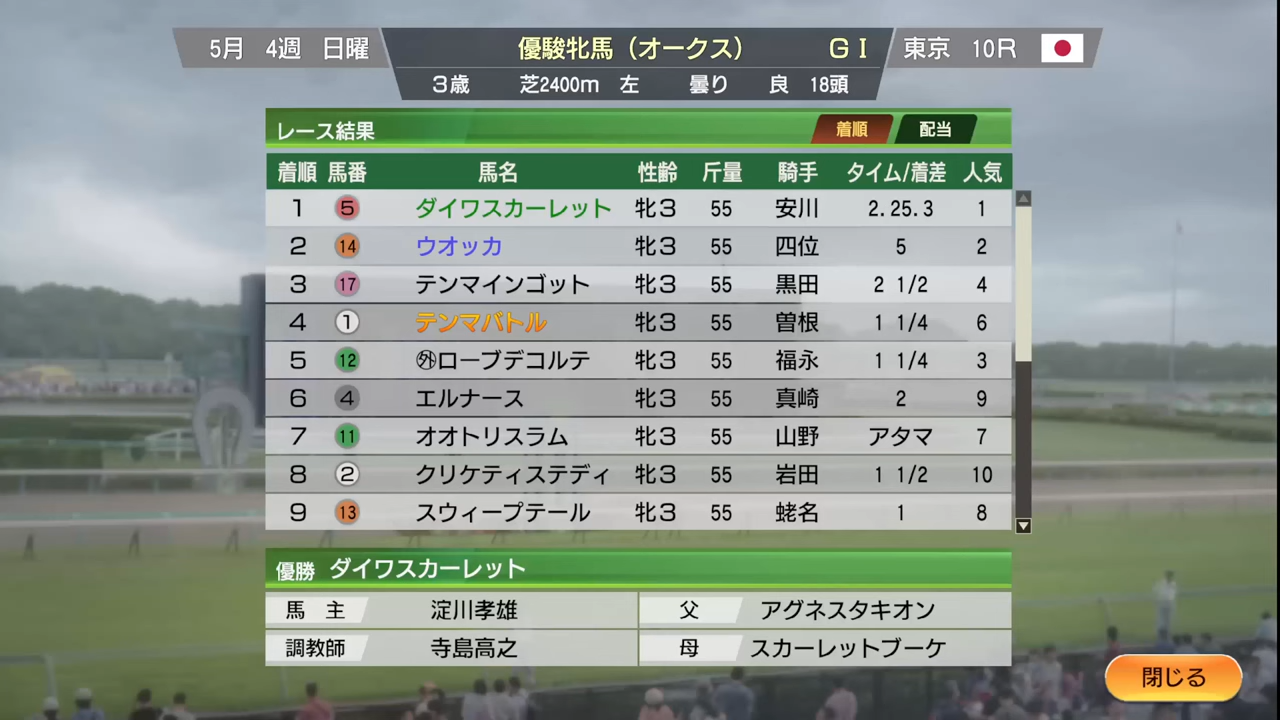 5月 4週 日曜 優駿牝馬（オークス） GⅠ 東京 10R
3歳 芝2400m 左 曇り 良 18頭
レース結果 着順 配当
着順 馬番 馬名 性齢 斤量 騎手 タイム/着差 人気
1 5 ダイワスカーレット 牝3 55 安川 2.25.3 1
2 14 ウオッカ 牝3 55 四位 5 2
3 17 テンマインゴット 牝3 55 黒田 2 1/2 4
4 1 テンマバトル 牝3 55 曽根 1 1/4 6
5 12 ㊕ローブデコルテ 牝3 55 福永 1 1/4 3
6 4 エルナース 牝3 55 真崎 2 9
7 11 オオトリスラム 牝3 55 山野 アタマ 7
8 2 クリケティステディ 牝3 55 岩田 1 1/2 10
9 13 スウィープテール 牝3 55 蛯名 1 8
優勝 ダイワスカーレット
馬主 淀川孝雄 父 アグネスタキオン
調教師 寺島高之 母 スカーレットブーケ
閉じる